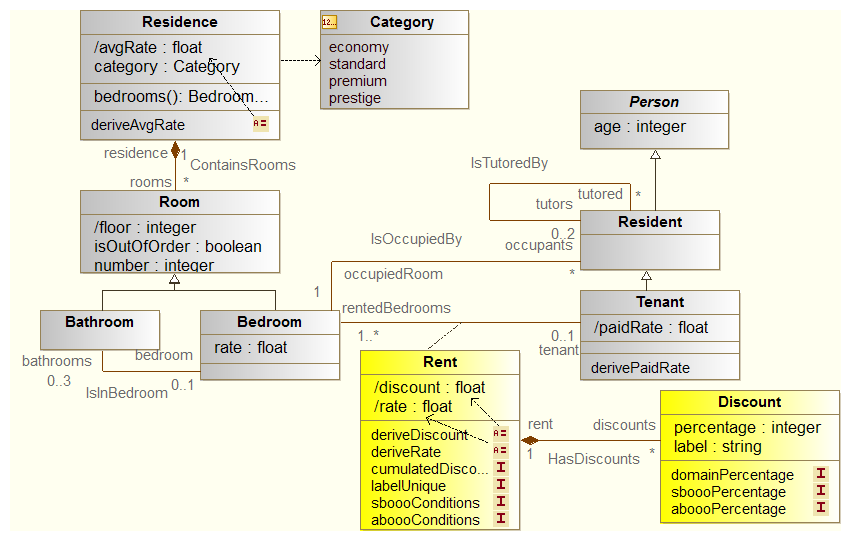 Residence
/avgRate : float
category : Category
bedrooms(): Bedroom...
deriveAvgRate
A=
12...
Category
economy
standard
premium
prestige
Person
age : integer
residence
1
ContainsRooms
rooms
*
IsTutoredBy
tutored
*
tutors
0..2
Room
/floor : integer
isOutOfOrder : boolean
number : integer
Resident
IsOccupiedBy
occupants
*
occupiedRoom
1
Bathroom
Bedroom
rate : float
rentedBedrooms
1..*
0..1
tenant
Tenant
/paidRate : float
derivePaidRate
bathrooms
0..3
bedroom
0..1
IsInBedroom
Rent
/discount : float
/rate : float
deriveDiscount
A=
deriveRate
A=
cumulatedDisco...
I
labelUnique
I
sboooConditions
I
aboooConditions
I
rent
1
discounts
*
HasDiscounts
Discount
percentage : integer
label : string
domainPercentage
I
sboooPercentage
I
aboooPercentage
I